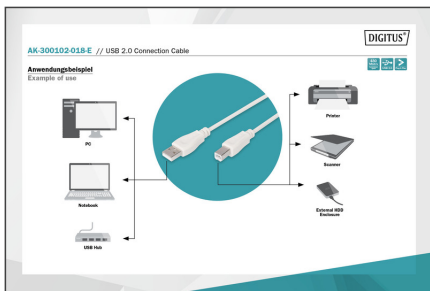 DIGITUS®
AK-300102-018-E // USB 2.0 Connection Cable
Anwendungsbeispiel
Example of use
PC
Notebook
USB Hub
Printer
Scanner
External HDD
Enclosure